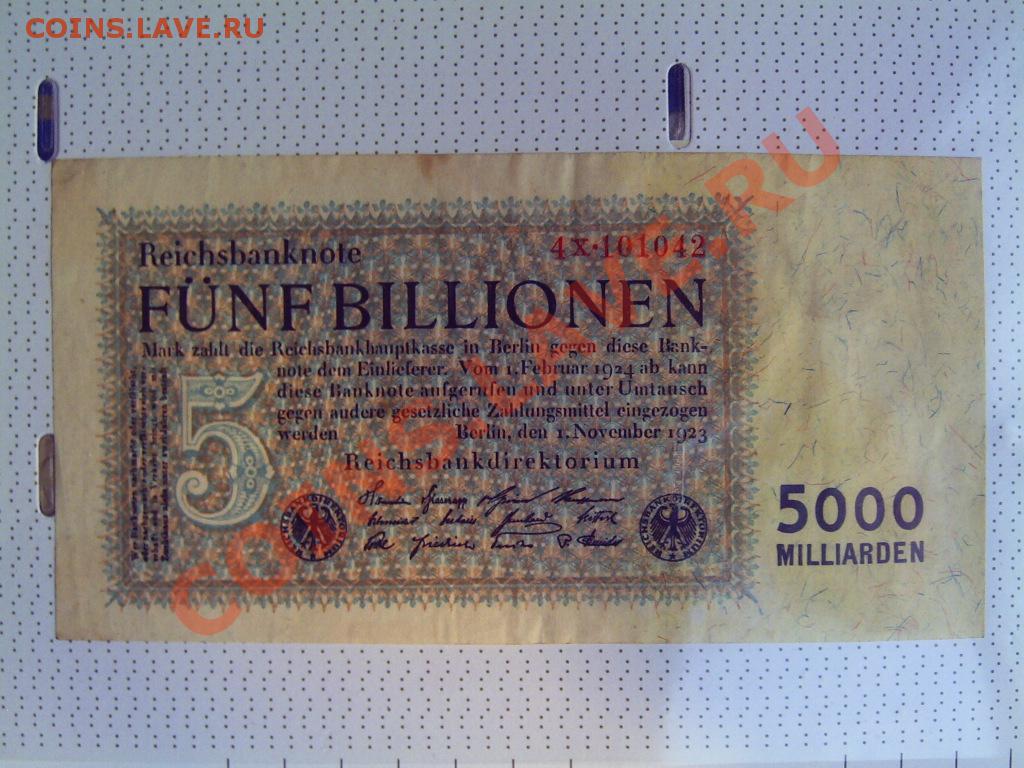 COINS.LAVE.RU
Reichsbanknote 4X·101042
FÜNF BILLIONEN
Mark zahlt die Reichsbankhauptkasse in Berlin gegen diese Bank-
note dem Einlieferer. Vom 1. Februar 1924 ab kann
diese Banknote aufgerufen und unter Umtausch
gegen andere gesetzliche Zahlungsmittel eingezogen
werden Berlin, den 1. November 1923
Reichsbankdirektorium
5
REICHSBANKDIREKTORIUM
REICHSBANKDIREKTORIUM
5000
MILLIARDEN
COINS.LAVE.RU